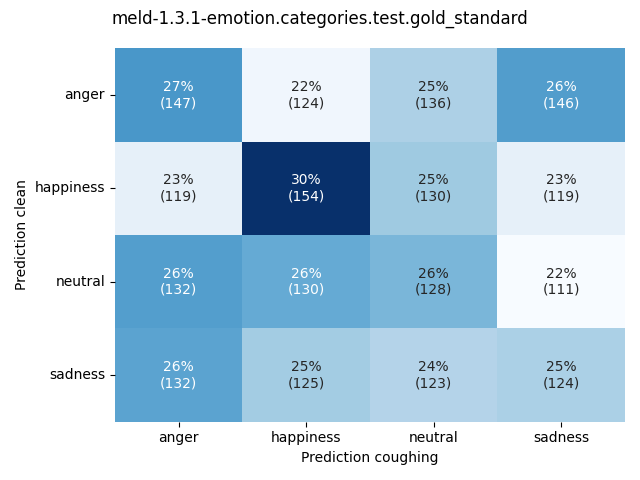 meld-1.3.1-emotion.categories.test.gold_standard
Prediction clean
anger
27%
(147)
22%
(124)
25%
(136)
26%
(146)
happiness
23%
(119)
30%
(154)
25%
(130)
23%
(119)
neutral
26%
(132)
26%
(130)
26%
(128)
22%
(111)
sadness
26%
(132)
25%
(125)
24%
(123)
25%
(124)
anger
happiness
neutral
sadness
Prediction coughing